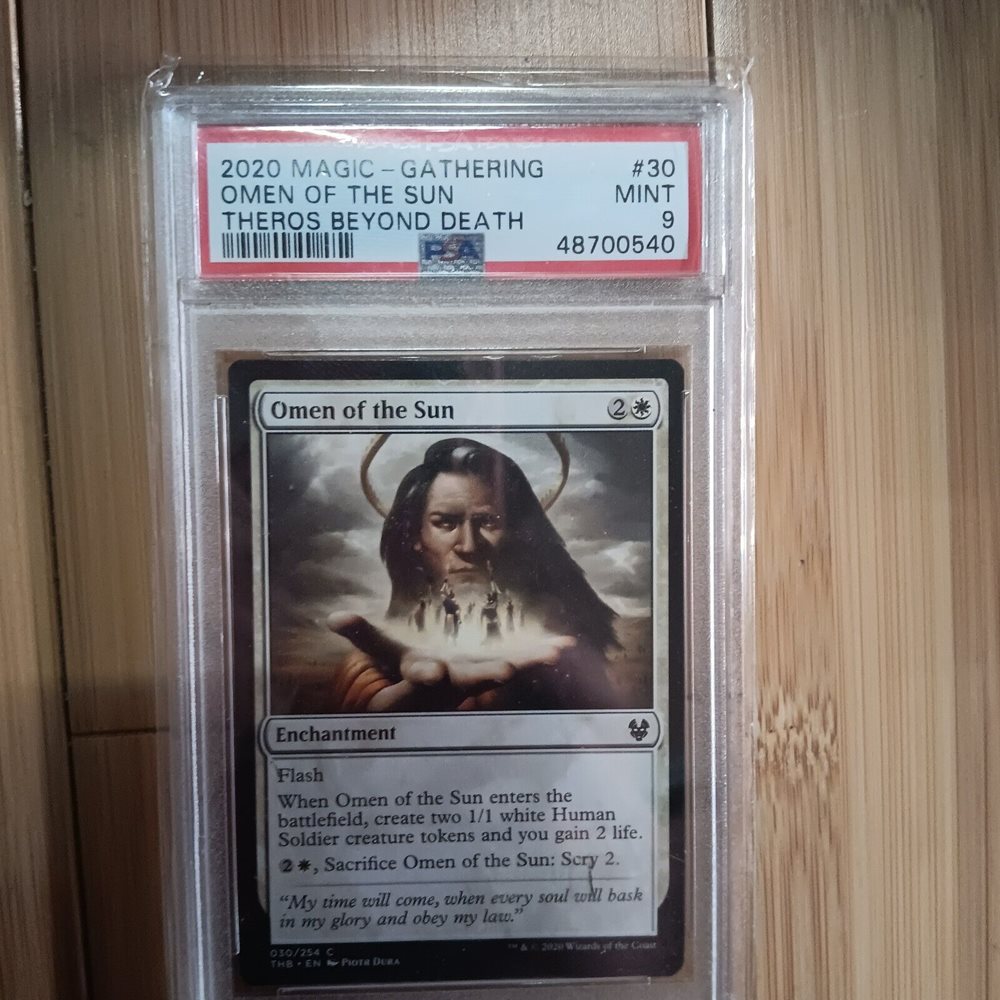 2020 MAGIC - GATHERING #30
OMEN OF THE SUN MINT
THEROS BEYOND DEATH 9
PSA 48700540
Omen of the Sun 2
Enchantment
Flash
When Omen of the Sun enters the
battlefield, create two 1/1 white Human
Soldier creature tokens and you gain 2 life.
2, Sacrifice Omen of the Sun: Scry 2.
"My time will come, when every soul will bask
in my glory and obey my law."
030/254 C
THB • EN Piotr Dura
™ & © 2020 Wizards of the Coast